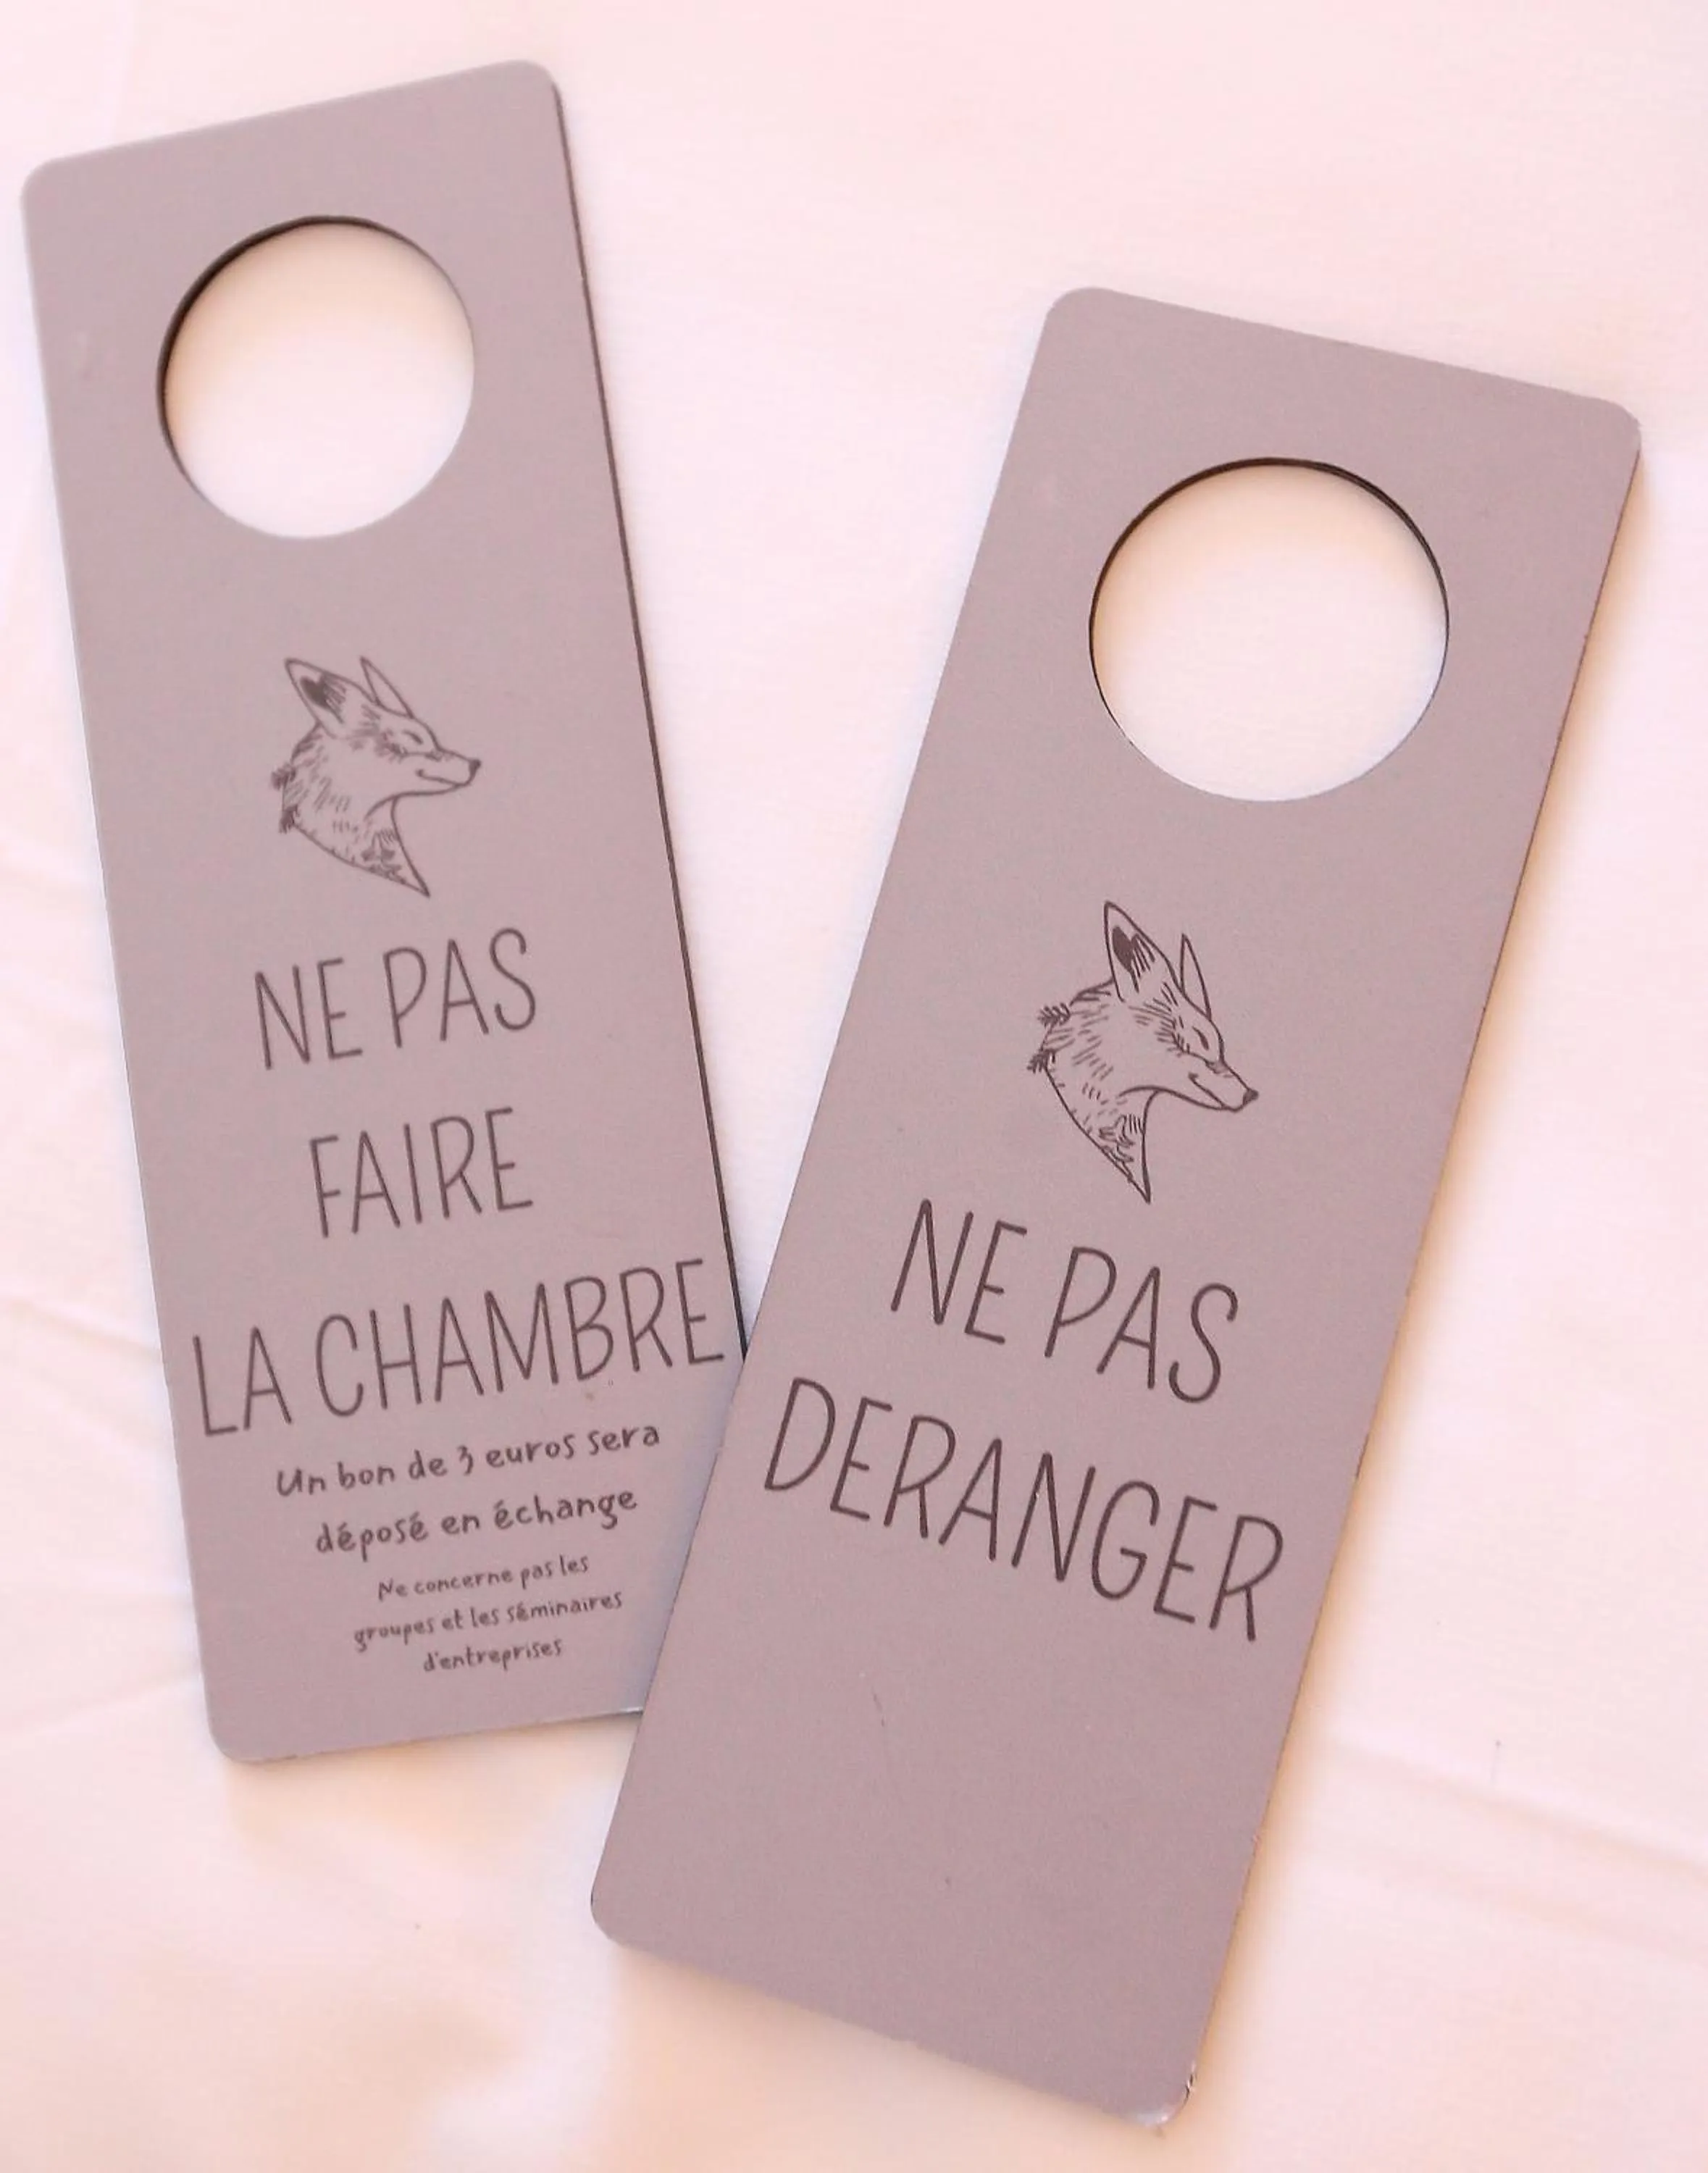 NE PAS
FAIRE
LA CHAMBRE
Un bon de 3 euros sera
déposé en échange
Ne concerne pas les
groupes et les séminaires
d'entreprises
NE PAS
DERANGER